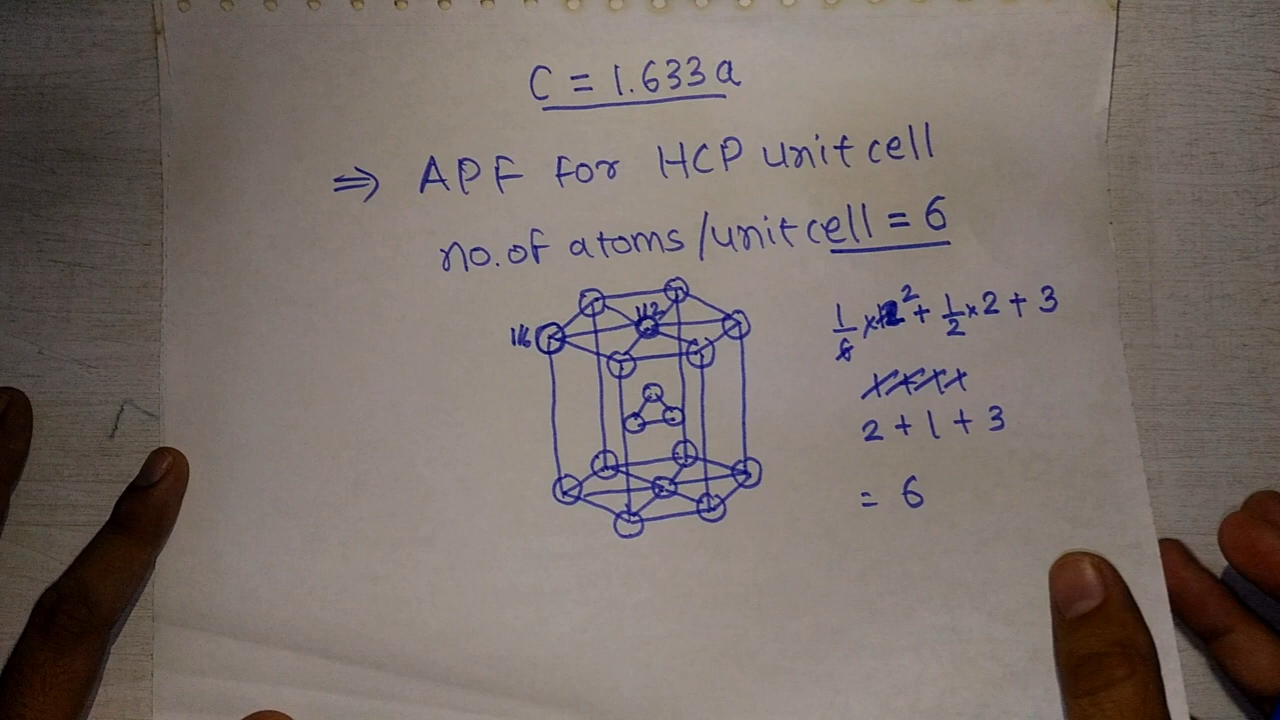 C = 1.633a
⇒ APF for HCP unit cell
no. of atoms/unit cell = 6
1/6
1/2
1/6 × 12 + 1/2 × 2 + 3
2 + 1 + 3
= 6